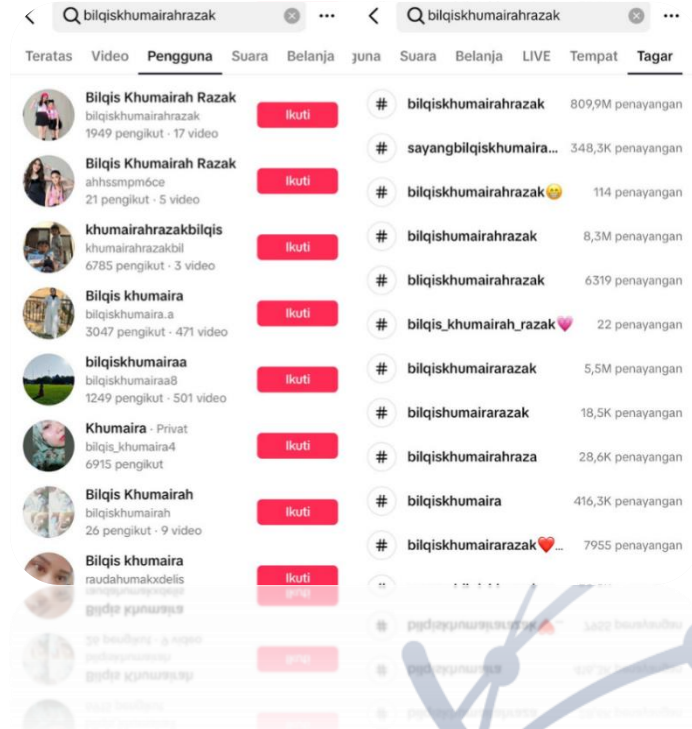 bilqiskhumairahrazak
Teratas Video Pengguna Suara Belanja
Bilqis Khumairah Razak
bilqiskhumairahrazak
1949 pengikut · 17 video
Ikuti
Bilqis Khumairah Razak
ahhssmpm6ce
21 pengikut · 5 video
Ikuti
khumairahrazakbilqis
khumairahrazakbil
6785 pengikut · 3 video
Ikuti
Bilqis khumaira
bilqiskhumaira.a
3047 pengikut · 471 video
Ikuti
bilqiskhumairaa
bilqiskhumairaa8
1249 pengikut · 501 video
Ikuti
Khumaira · Privat
bilqis_khumaira4
6915 pengikut
Ikuti
Bilqis Khumairah
bilqiskhumairah
26 pengikut · 9 video
Ikuti
Bilqis khumaira
raudahumakxdelis
Ikuti
bilqiskhumairahrazak
guna Suara Belanja LIVE Tempat Tagar
# bilqiskhumairahrazak 809,9M penayangan
# sayangbilqiskhumaira... 348,3K penayangan
# bilqiskhumairahrazak😁 114 penayangan
# bilqishumairahrazak 8,3M penayangan
# bliqiskhumairahrazak 6319 penayangan
# bilqis_khumairah_razak💗 22 penayangan
# bilqiskhumairarazak 5,5M penayangan
# bilqishumairarazak 18,5K penayangan
# bilqiskhumairahraza 28,6K penayangan
# bilqiskhumaira 416,3K penayangan
# bilqiskhumairarazak❤️... 7955 penayangan